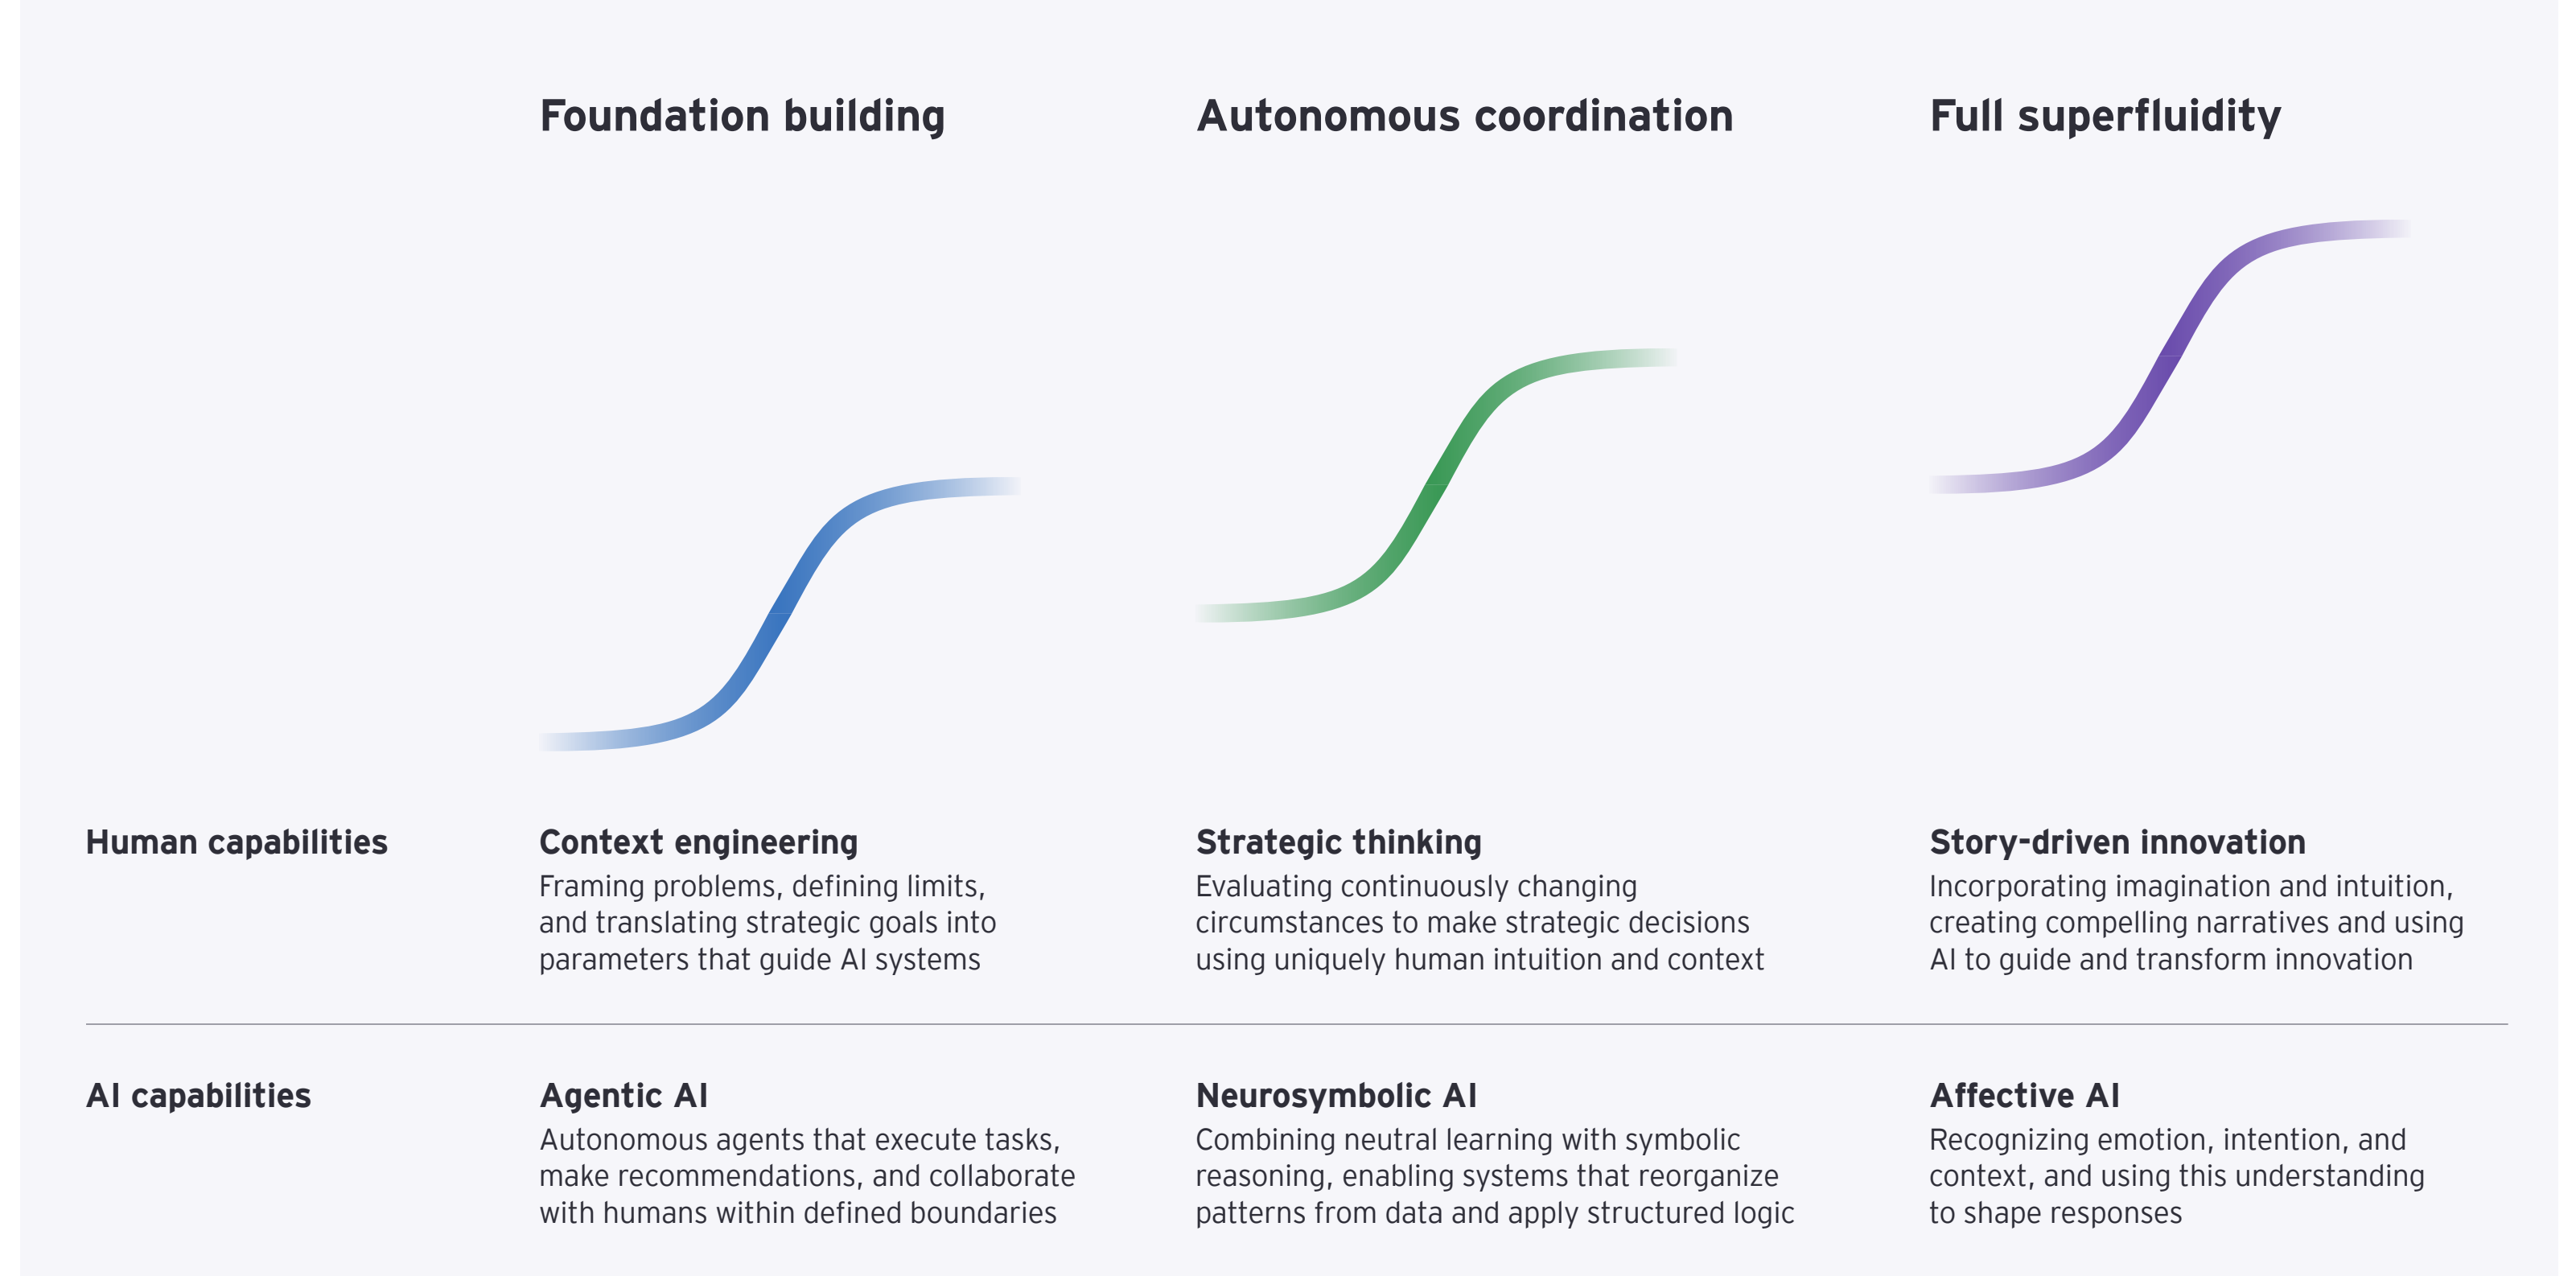 Foundation building
Autonomous coordination
Full superfluidity
Human capabilities
Context engineering
Framing problems, defining limits,
and translating strategic goals into
parameters that guide AI systems
Strategic thinking
Evaluating continuously changing
circumstances to make strategic decisions
using uniquely human intuition and context
Story-driven innovation
Incorporating imagination and intuition,
creating compelling narratives and using
AI to guide and transform innovation
AI capabilities
Agentic AI
Autonomous agents that execute tasks,
make recommendations, and collaborate
with humans within defined boundaries
Neurosymbolic AI
Combining neutral learning with symbolic
reasoning, enabling systems that reorganize
patterns from data and apply structured logic
Affective AI
Recognizing emotion, intention, and
context, and using this understanding
to shape responses